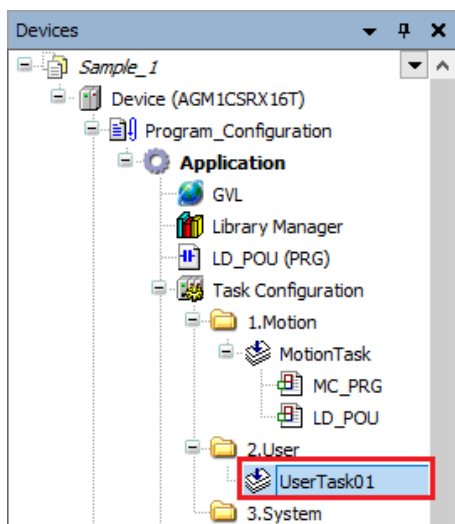 Devices
Sample_1
Device (AGM1CSRX16T)
Program_Configuration
Application
GVL
Library Manager
LD_POU (PRG)
Task Configuration
1.Motion
MotionTask
MC_PRG
LD_POU
2.User
UserTask01
3.System